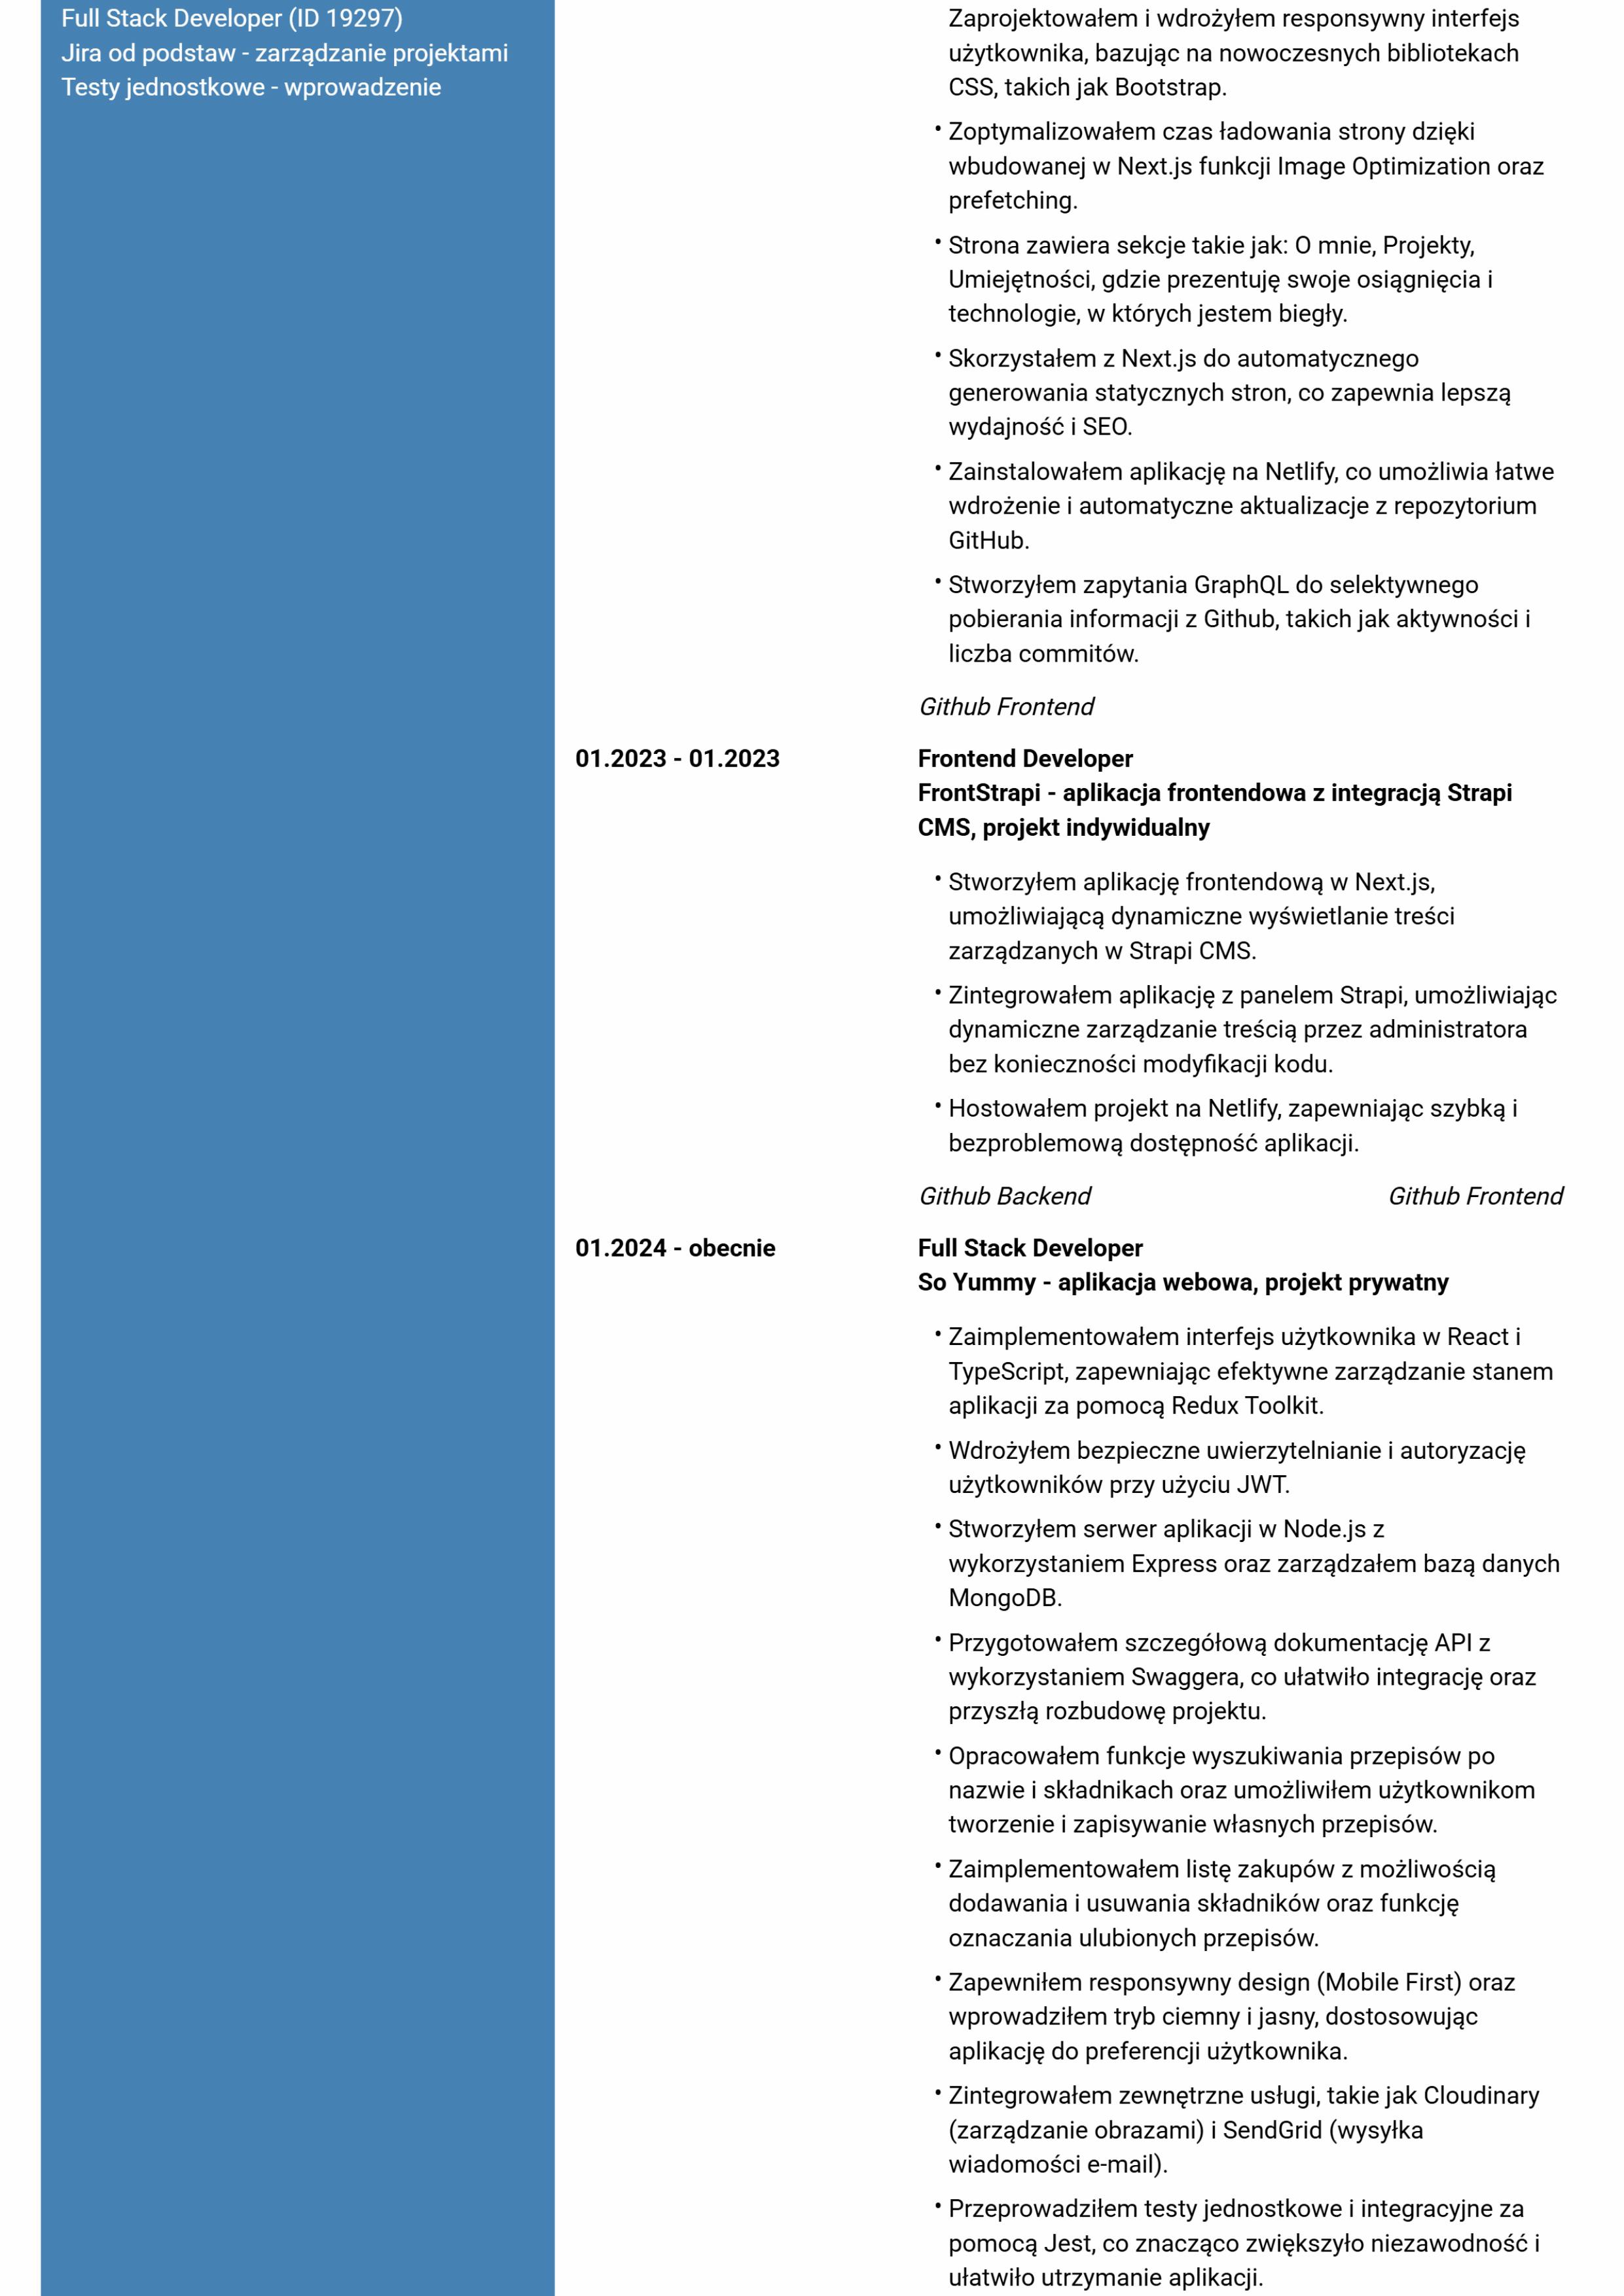 Full Stack Developer (ID 19297)
Jira od podstaw - zarządzanie projektami
Testy jednostkowe - wprowadzenie
Zaprojektowałem i wdrożyłem responsywny interfejs
użytkownika, bazując na nowoczesnych bibliotekach
CSS, takich jak Bootstrap.
• Zoptymalizowałem czas ładowania strony dzięki
wbudowanej w Next.js funkcji Image Optimization oraz
prefetching.
• Strona zawiera sekcje takie jak: O mnie, Projekty,
Umiejętności, gdzie prezentuję swoje osiągnięcia i
technologie, w których jestem biegły.
• Skorzystałem z Next.js do automatycznego
generowania statycznych stron, co zapewnia lepszą
wydajność i SEO.
• Zainstalowałem aplikację na Netlify, co umożliwia łatwe
wdrożenie i automatyczne aktualizacje z repozytorium
GitHub.
• Stworzyłem zapytania GraphQL do selektywnego
pobierania informacji z Github, takich jak aktywności i
liczba commitów.
Github Frontend
01.2023 - 01.2023
Frontend Developer
FrontStrapi - aplikacja frontendowa z integracją Strapi
CMS, projekt indywidualny
• Stworzyłem aplikację frontendową w Next.js,
umożliwiającą dynamiczne wyświetlanie treści
zarządzanych w Strapi CMS.
• Zintegrowałem aplikację z panelem Strapi, umożliwiając
dynamiczne zarządzanie treścią przez administratora
bez konieczności modyfikacji kodu.
• Hostowałem projekt na Netlify, zapewniając szybką i
bezproblemową dostępność aplikacji.
Github Backend Github Frontend
01.2024 - obecnie
Full Stack Developer
So Yummy - aplikacja webowa, projekt prywatny
• Zaimplementowałem interfejs użytkownika w React i
TypeScript, zapewniając efektywne zarządzanie stanem
aplikacji za pomocą Redux Toolkit.
• Wdrożyłem bezpieczne uwierzytelnianie i autoryzację
użytkowników przy użyciu JWT.
• Stworzyłem serwer aplikacji w Node.js z
wykorzystaniem Express oraz zarządzałem bazą danych
MongoDB.
• Przygotowałem szczegółową dokumentację API z
wykorzystaniem Swaggera, co ułatwiło integrację oraz
przyszłą rozbudowę projektu.
• Opracowałem funkcje wyszukiwania przepisów po
nazwie i składnikach oraz umożliwiłem użytkownikom
tworzenie i zapisywanie własnych przepisów.
• Zaimplementowałem listę zakupów z możliwością
dodawania i usuwania składników oraz funkcję
oznaczania ulubionych przepisów.
• Zapewniłem responsywny design (Mobile First) oraz
wprowadziłem tryb ciemny i jasny, dostosowując
aplikację do preferencji użytkownika.
• Zintegrowałem zewnętrzne usługi, takie jak Cloudinary
(zarządzanie obrazami) i SendGrid (wysyłka
wiadomości e-mail).
• Przeprowadziłem testy jednostkowe i integracyjne za
pomocą Jest, co znacząco zwiększyło niezawodność i
ułatwiło utrzymanie aplikacji.